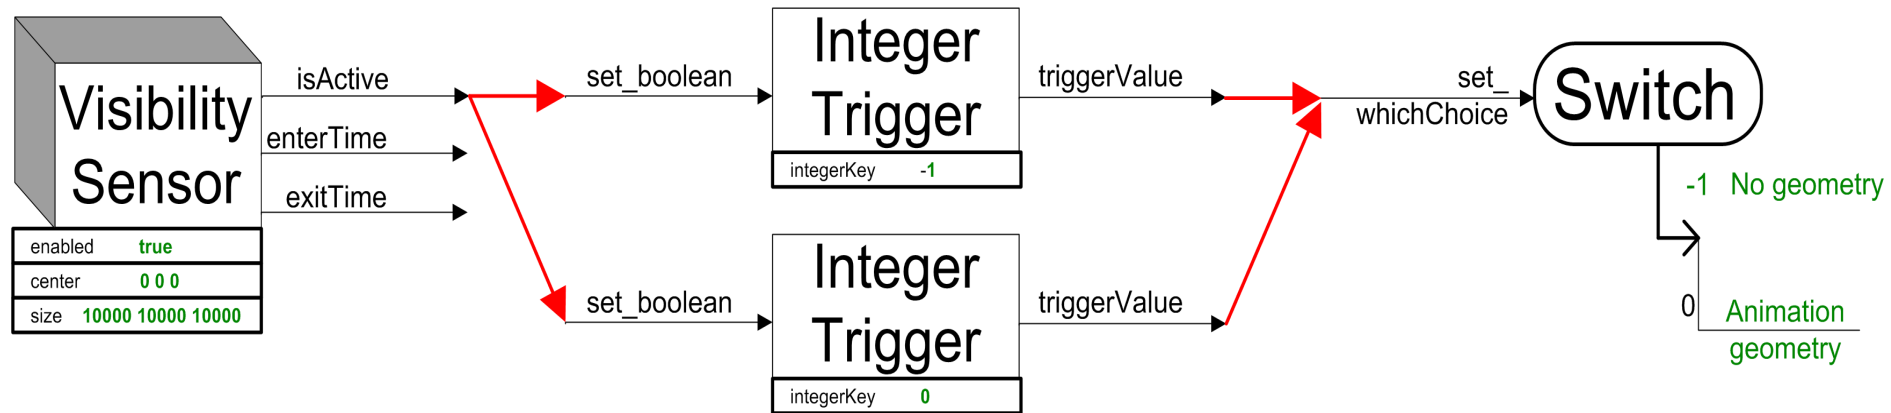 Visibility
Sensor
isActive
enterTime
exitTime
enabled true
center 0 0 0
size 10000 10000 10000
set_boolean
Integer
Trigger
integerKey -1
triggerValue
set_boolean
Integer
Trigger
integerKey 0
triggerValue
set_
whichChoice
Switch
-1 No geometry
0 Animation
geometry